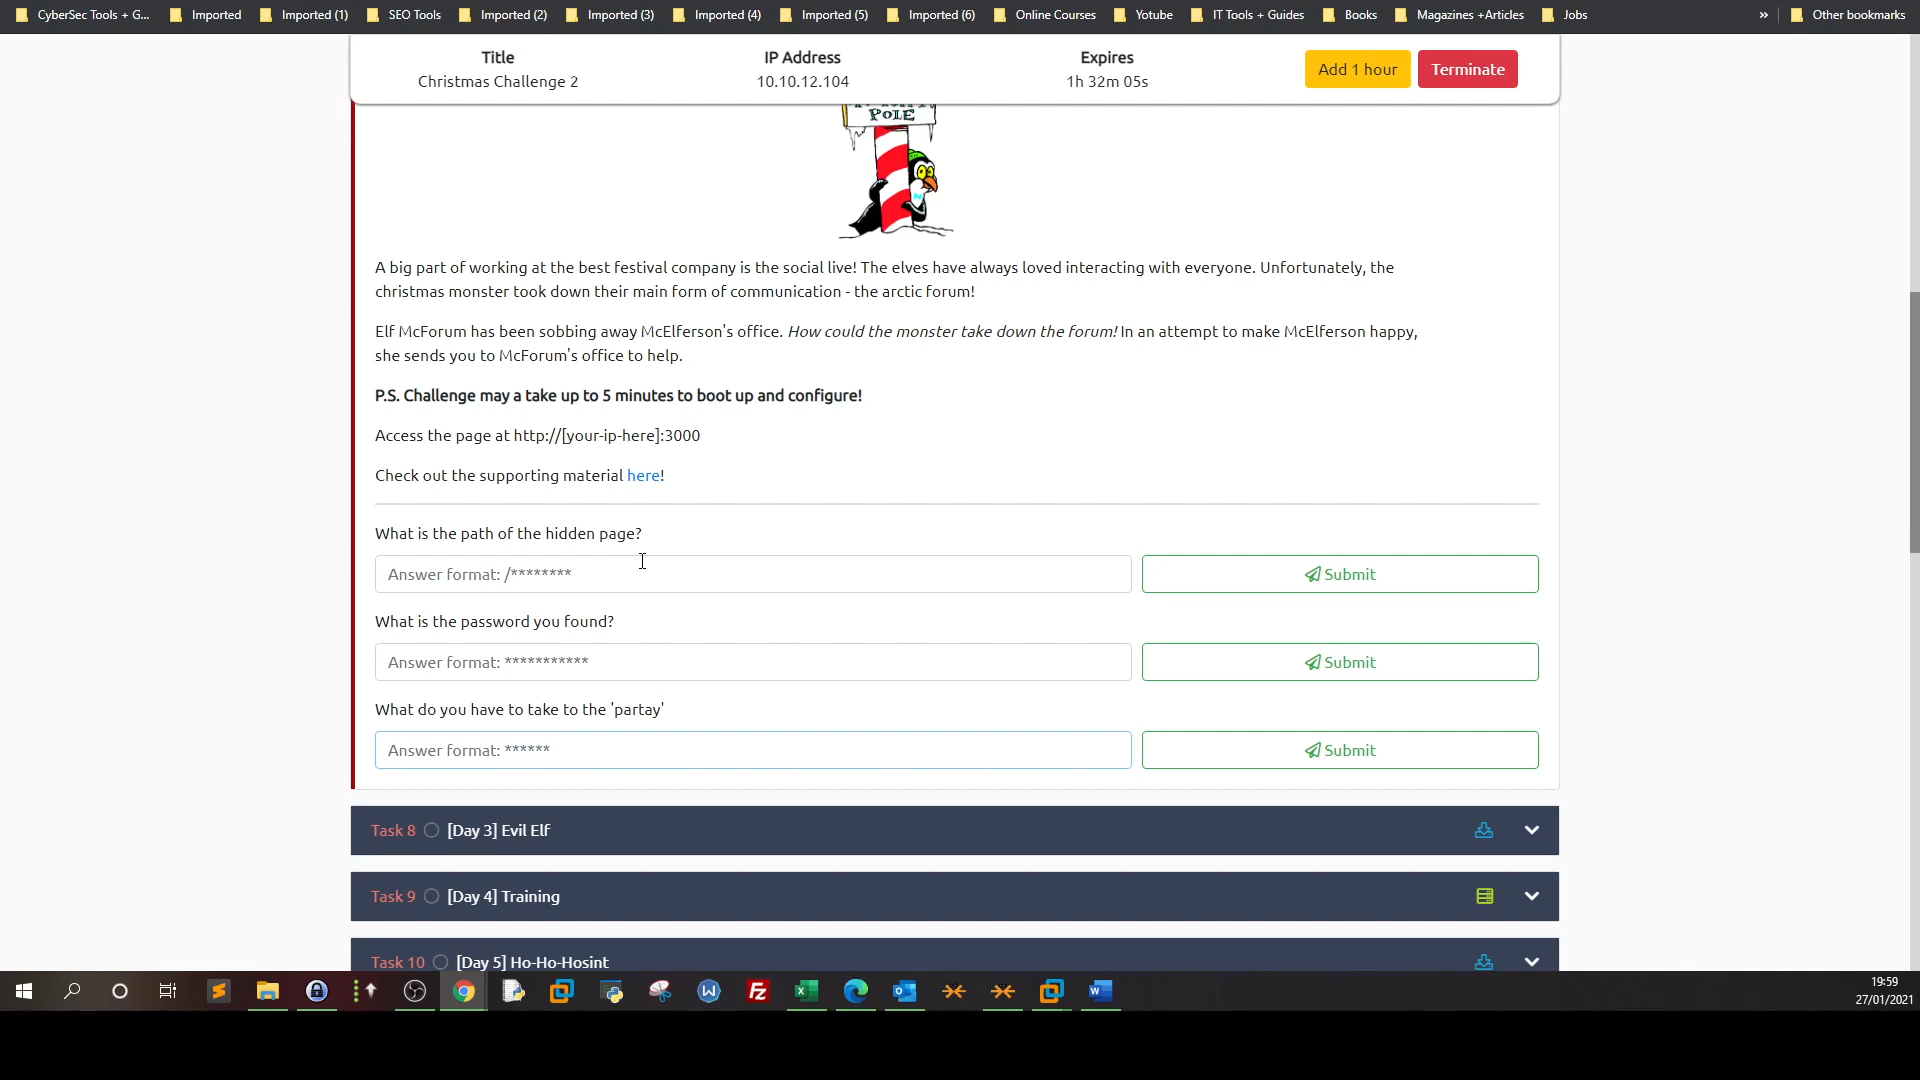 CyberSec Tools + G... Imported Imported (1) SEO Tools Imported (2) Imported (3) Imported (4) Imported (5) Imported (6) Online Courses Yotube IT Tools + Guides Books Magazines +Articles Jobs » Other bookmarks
Title IP Address Expires
Christmas Challenge 2 10.10.12.104 1h 32m 05s Add 1 hour Terminate
POLE
A big part of working at the best festival company is the social live! The elves have always loved interacting with everyone. Unfortunately, the
christmas monster took down their main form of communication - the arctic forum!
Elf McForum has been sobbing away McElferson's office. How could the monster take down the forum! In an attempt to make McElferson happy,
she sends you to McForum's office to help.
P.S. Challenge may a take up to 5 minutes to boot up and configure!
Access the page at http://[your-ip-here]:3000
Check out the supporting material here!
What is the path of the hidden page?
Answer format: /******** Submit
What is the password you found?
Answer format: *********** Submit
What do you have to take to the 'partay'
Answer format: ****** Submit
Task 8 [Day 3] Evil Elf
Task 9 [Day 4] Training
Task 10 [Day 5] Ho-Ho-Hosint
19:59
27/01/2021